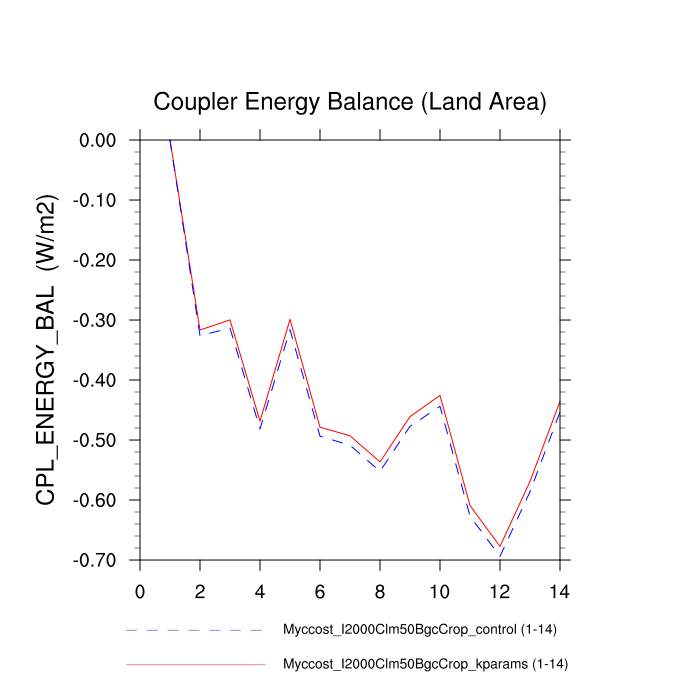 Coupler Energy Balance (Land Area)
CPL_ENERGY_BAL (W/m2)
0.00
-0.10
-0.20
-0.30
-0.40
-0.50
-0.60
-0.70
0 2 4 6 8 10 12 14
Myccost_I2000Clm50BgcCrop_control (1-14)
Myccost_I2000Clm50BgcCrop_kparams (1-14)